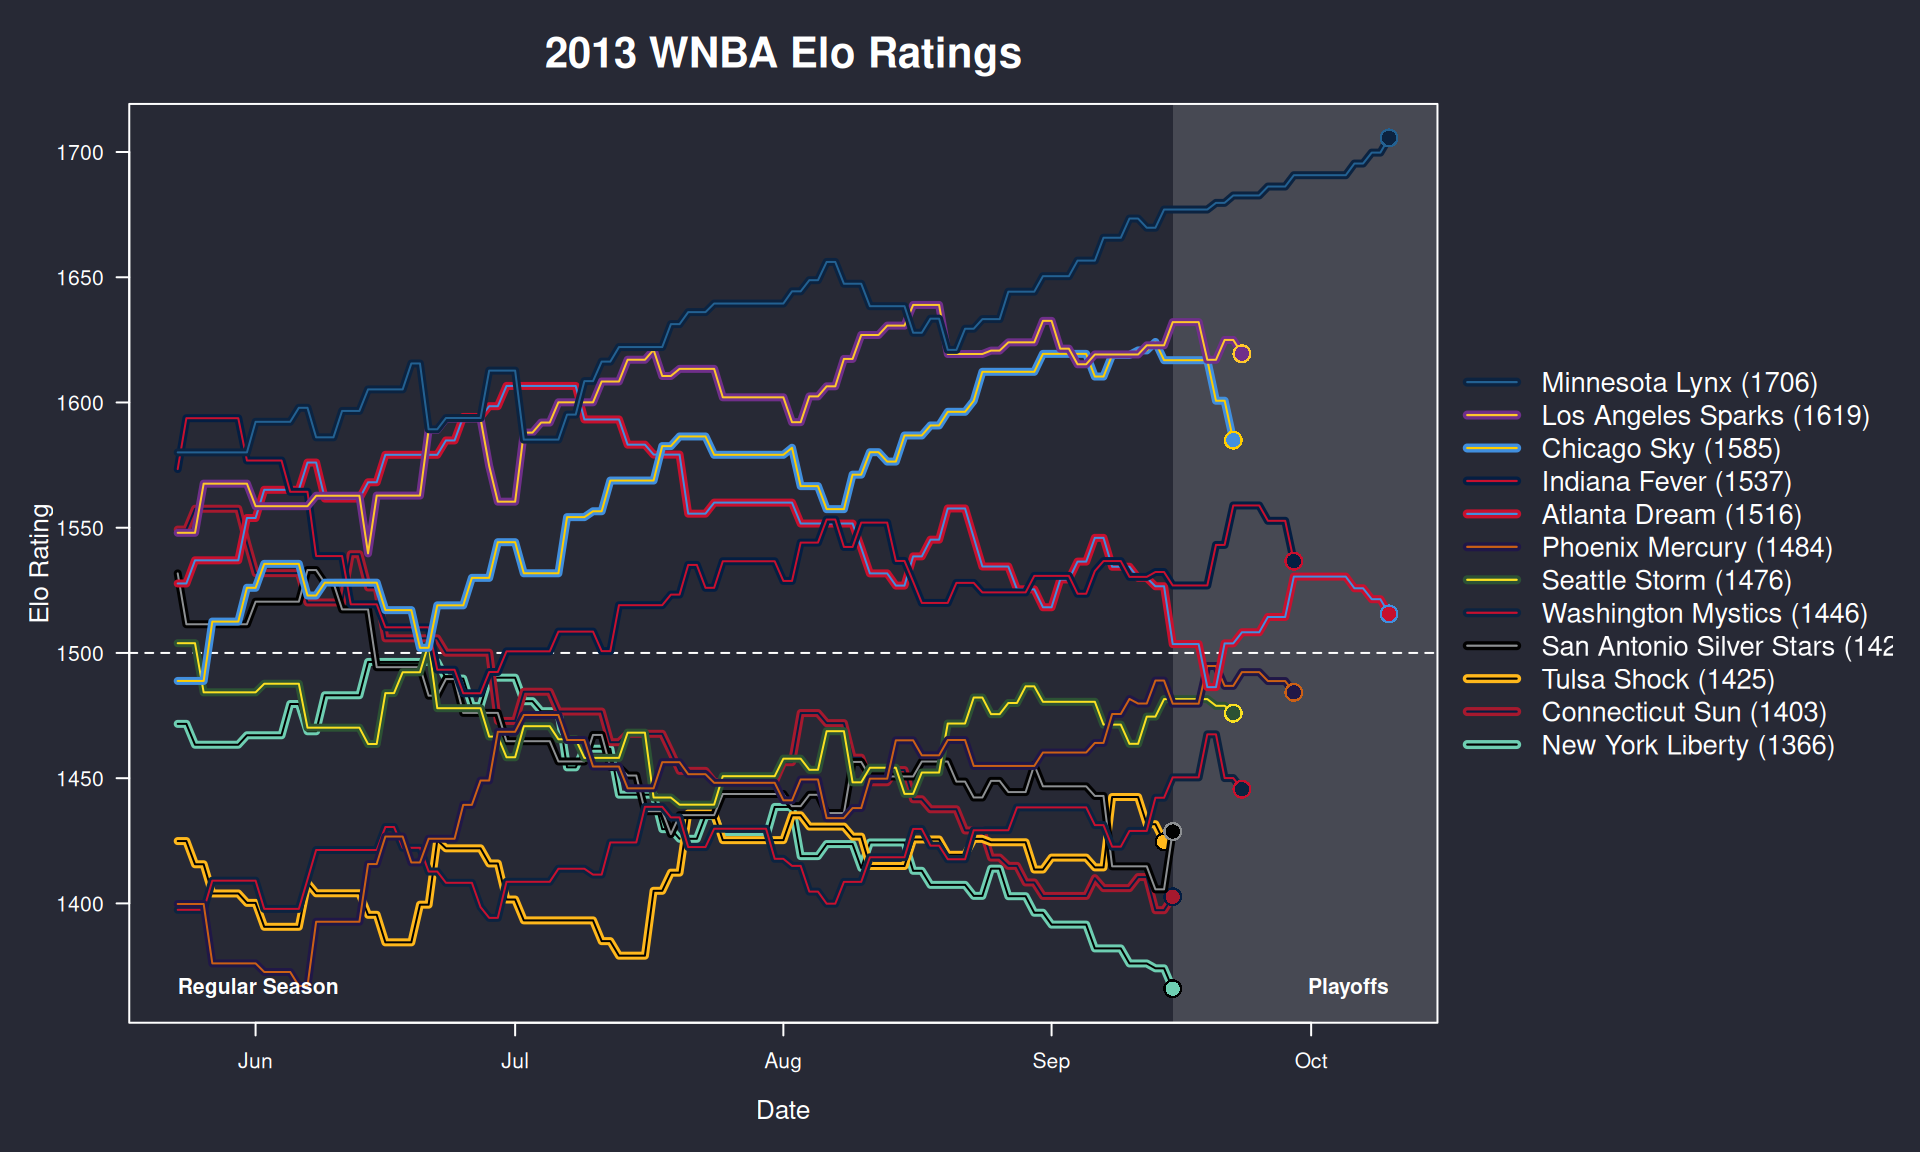 2013 WNBA Elo Ratings
1700
1650
1600
1550
1500
1450
1400
Elo Rating
Regular Season
Playoffs
Jun
Jul
Aug
Sep
Oct
Date
Minnesota Lynx (1706)
Los Angeles Sparks (1619)
Chicago Sky (1585)
Indiana Fever (1537)
Atlanta Dream (1516)
Phoenix Mercury (1484)
Seattle Storm (1476)
Washington Mystics (1446)
San Antonio Silver Stars (142
Tulsa Shock (1425)
Connecticut Sun (1403)
New York Liberty (1366)